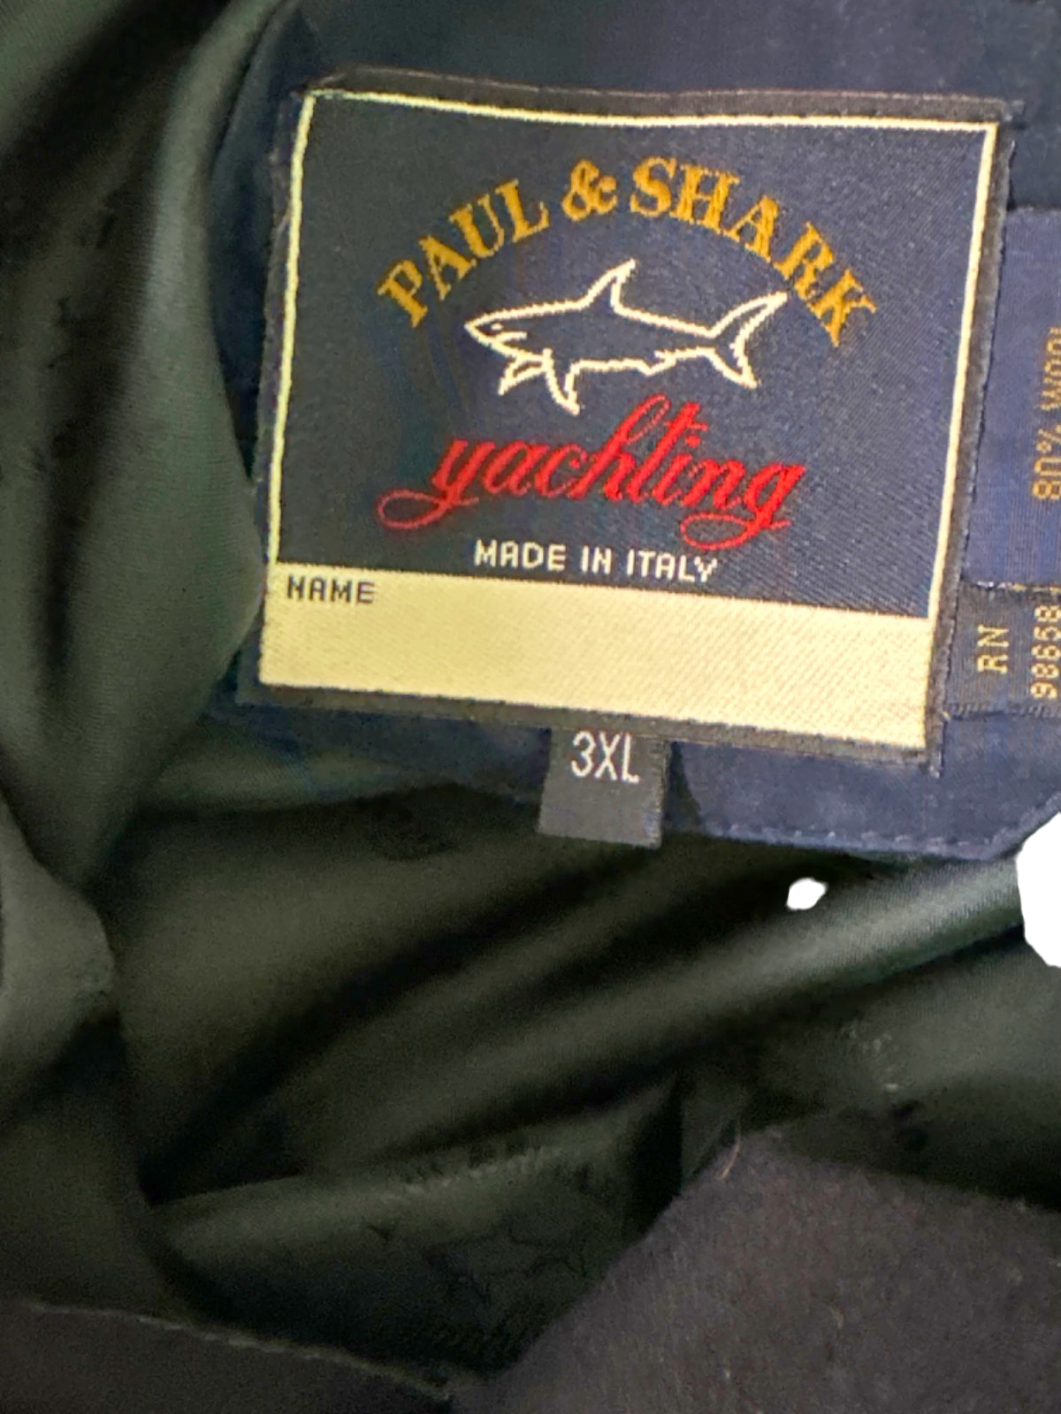 PAUL & SHARK
yachting
MADE IN ITALY
NAME
3XL
80% WOOL
RN
98658